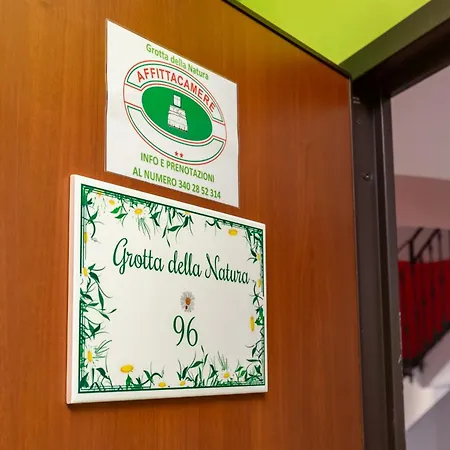 Grotta della Natura
AFFITTACAMERE
INFO E PRENOTAZIONI
AL NUMERO 340 28 52 314
Grotta della Natura
96